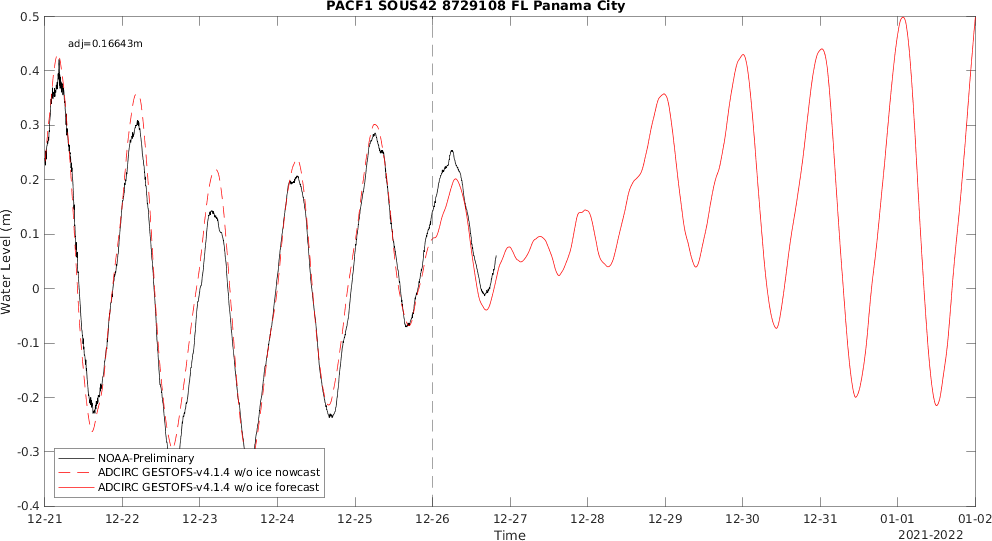 PACF1 SOUS42 8729108 FL Panama City
adj=0.16643m
0.5
0.4
0.3
0.2
0.1
0
-0.1
-0.2
-0.3
-0.4
Water Level (m)
NOAA-Preliminary
ADCIRC GESTOFS-v4.1.4 w/o ice nowcast
ADCIRC GESTOFS-v4.1.4 w/o ice forecast
12-21 12-22 12-23 12-24 12-25 12-26 12-27 12-28 12-29 12-30 12-31 01-01 01-02
Time
2021-2022